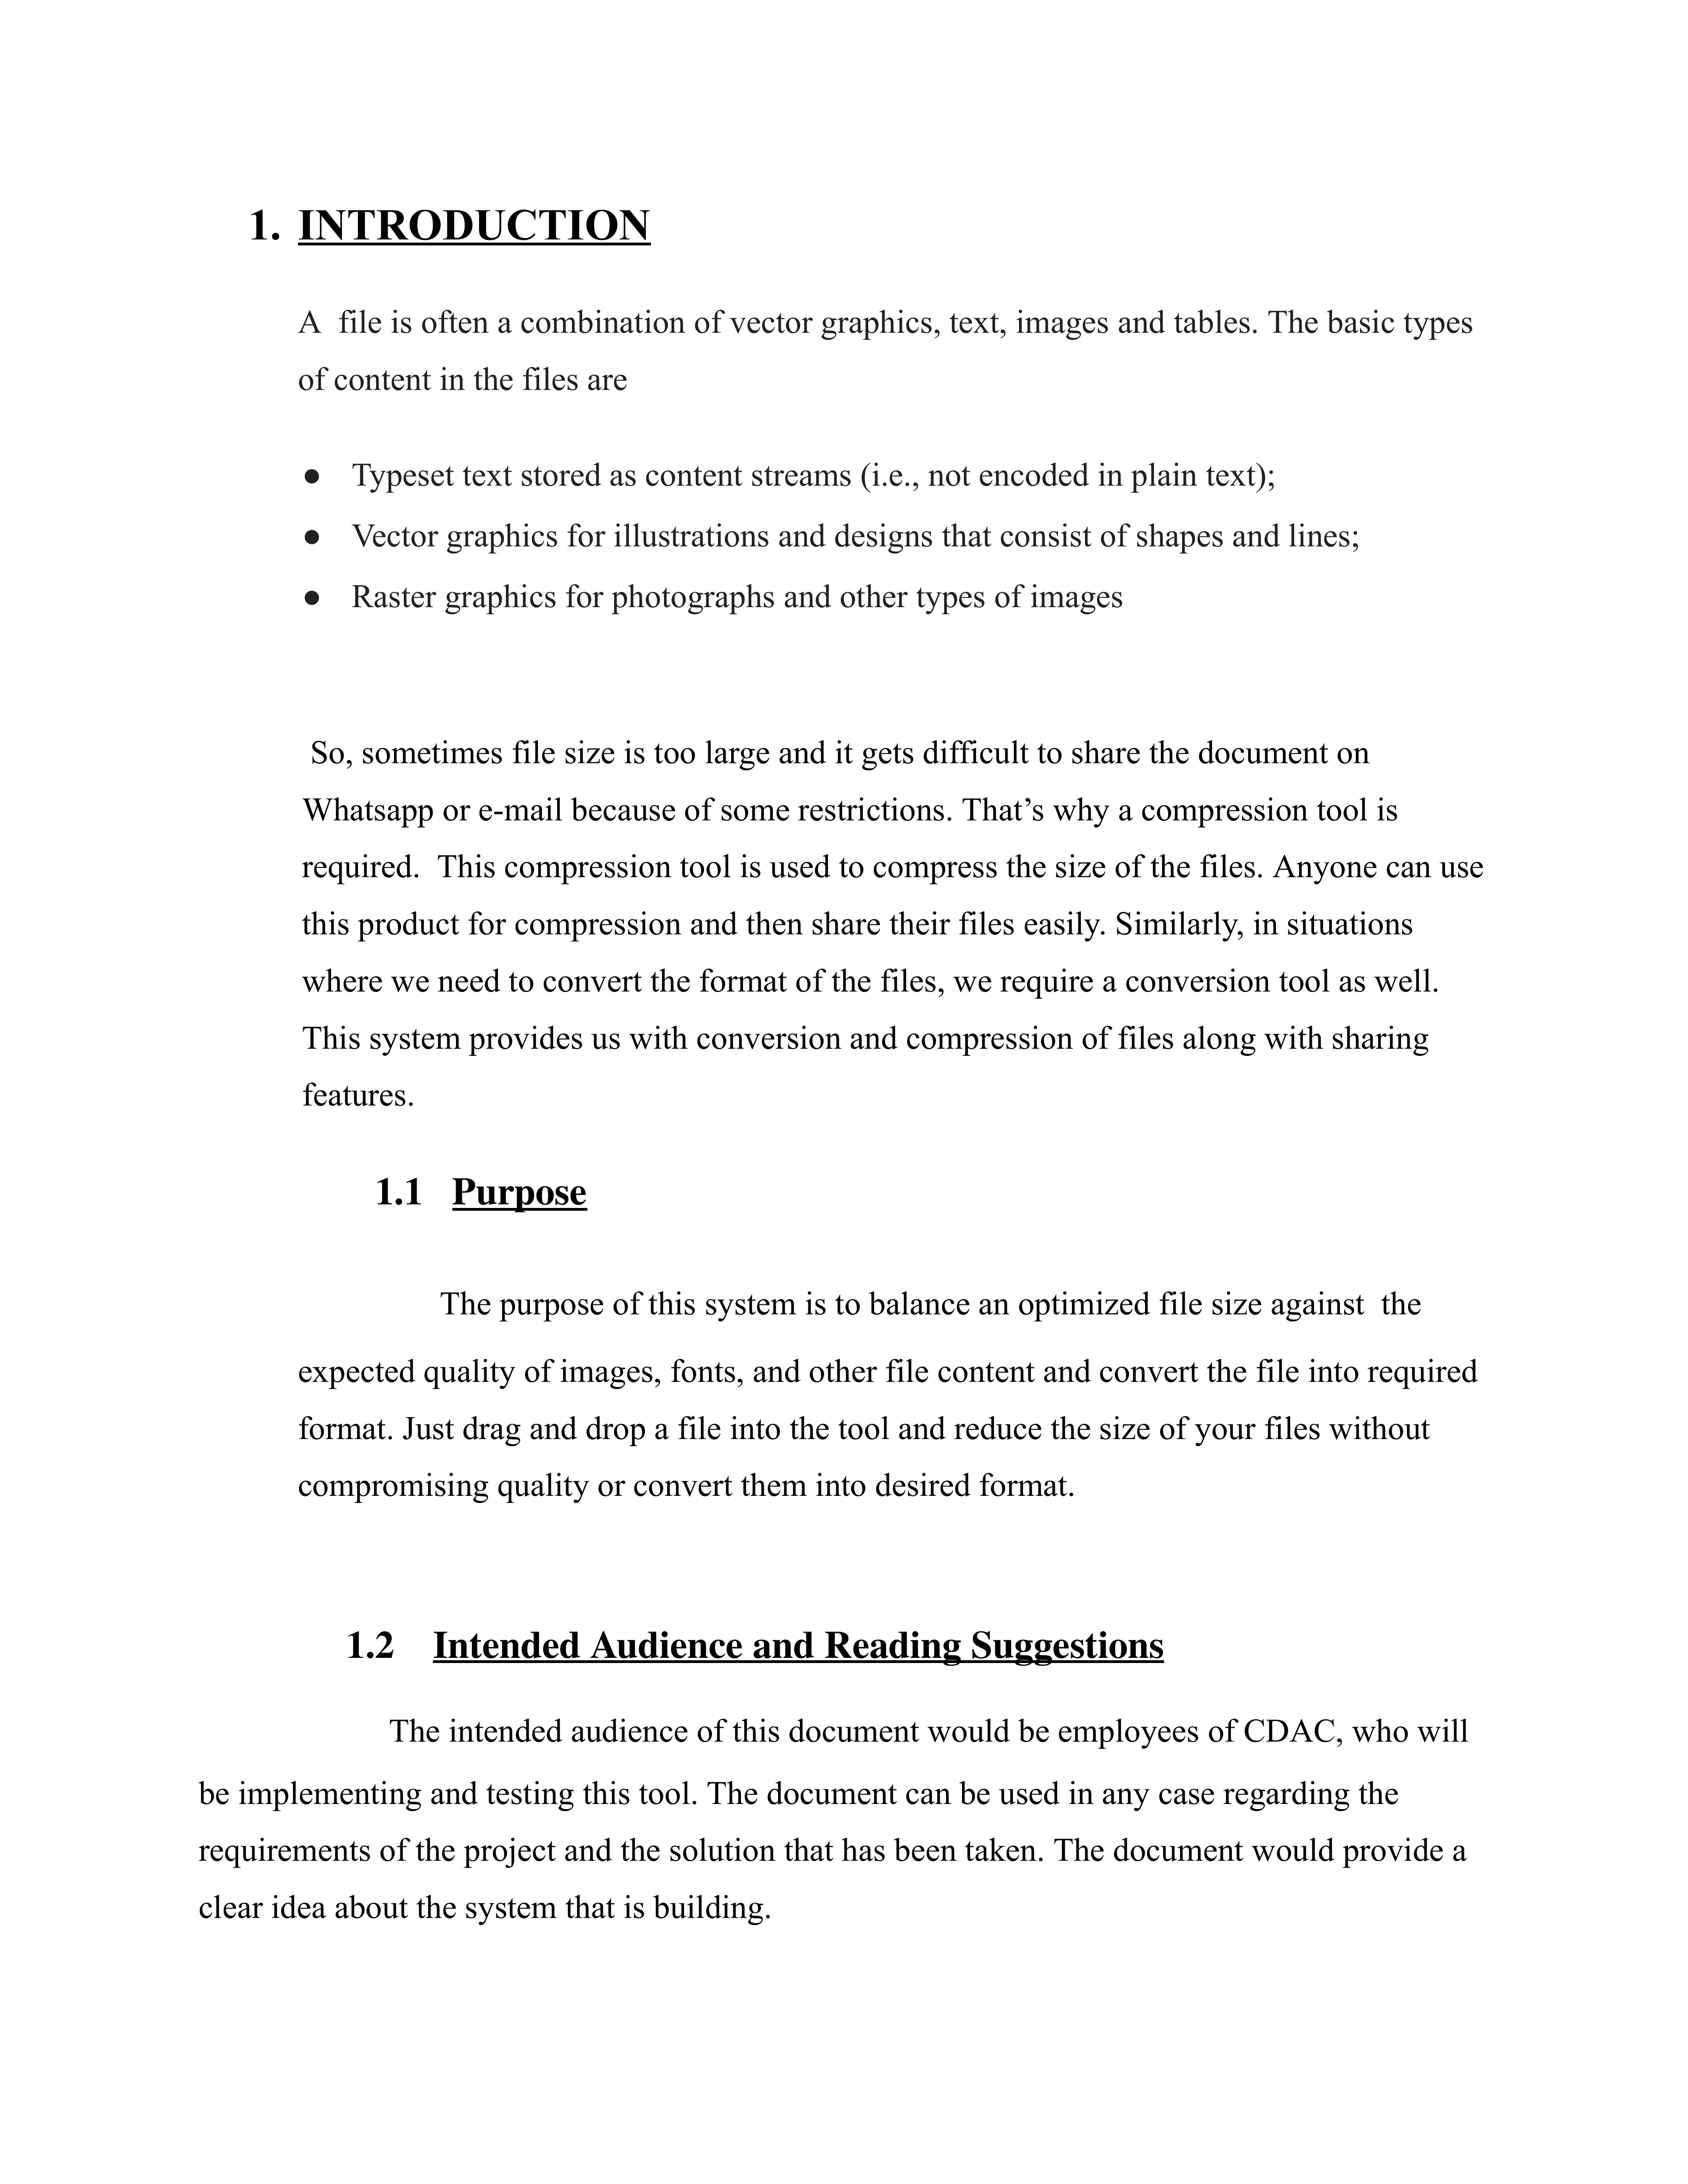 1. INTRODUCTION
A  file is often a combination of vector graphics, text, images and tables. The basic types
of content in the files are
● Typeset text stored as content streams (i.e., not encoded in plain text);
● Vector graphics for illustrations and designs that consist of shapes and lines;
● Raster graphics for photographs and other types of images
So, sometimes file size is too large and it gets difficult to share the document on
Whatsapp or e-mail because of some restrictions. That’s why a compression tool is
required.  This compression tool is used to compress the size of the files. Anyone can use
this product for compression and then share their files easily. Similarly, in situations
where we need to convert the format of the files, we require a conversion tool as well.
This system provides us with conversion and compression of files along with sharing
features.
1.1 Purpose
The purpose of this system is to balance an optimized file size against  the
expected quality of images, fonts, and other file content and convert the file into required
format. Just drag and drop a file into the tool and reduce the size of your files without
compromising quality or convert them into desired format.
1.2 Intended Audience and Reading Suggestions
The intended audience of this document would be employees of CDAC, who will
be implementing and testing this tool. The document can be used in any case regarding the
requirements of the project and the solution that has been taken. The document would provide a
clear idea about the system that is building.